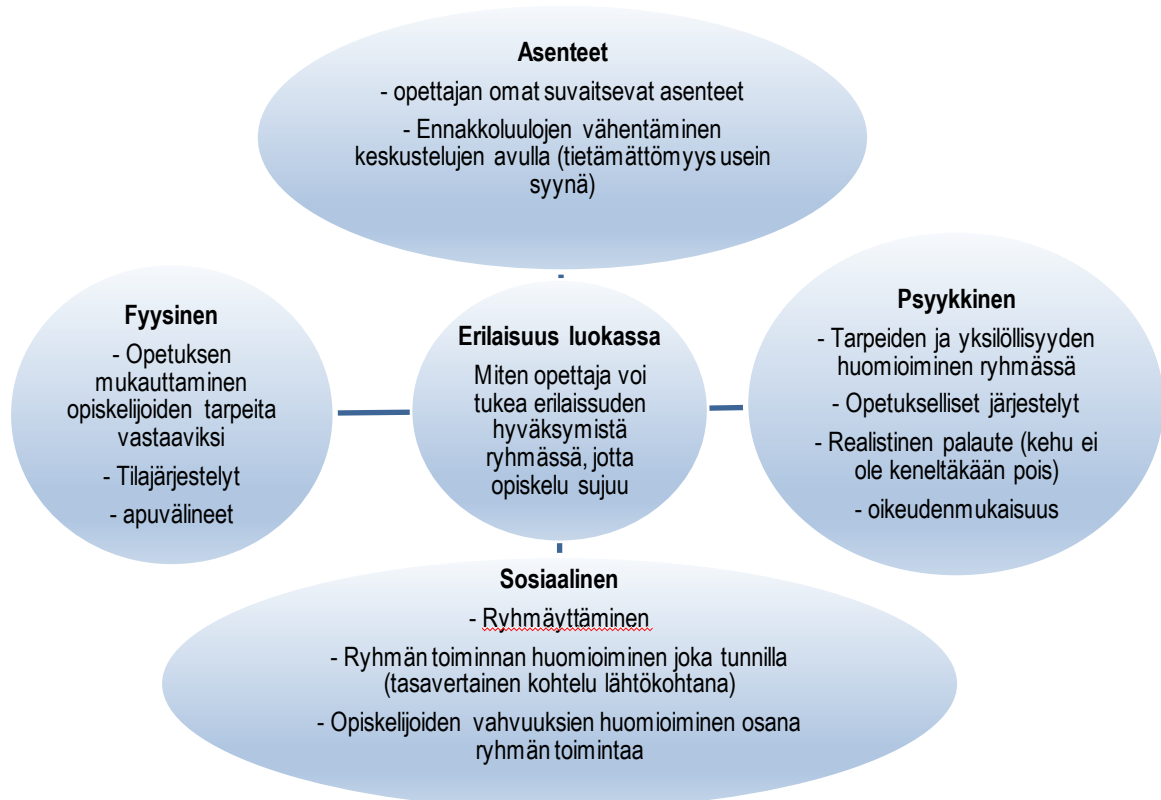 Asenteet
- opettajan omat suvaitsevat asenteet
- Ennakkoluulojen vähentäminen
keskustelujen avulla (tietämättömyys usein
syynä)
Fyysinen
- Opetuksen
mukauttaminen
opiskelijoiden tarpeita
vastaaviksi
- Tilajärjestelyt
- apuvälineet
Erilaisuus luokassa
Miten opettaja voi
tukea erilaissuden
hyväksymistä
ryhmässä, jotta
opiskelu sujuu
Psyykkinen
- Tarpeiden ja yksilöllisyyden
huomioiminen ryhmässä
- Opetukselliset järjestelyt
- Realistinen palaute (kehu ei
ole keneltäkään pois)
- oikeudenmukaisuus
Sosiaalinen
- Ryhmäyttäminen
- Ryhmän toiminnan huomioiminen joka tunnilla
(tasavertainen kohtelu lähtökohtana)
- Opiskelijoiden vahvuuksien huomioiminen osana
ryhmän toimintaa